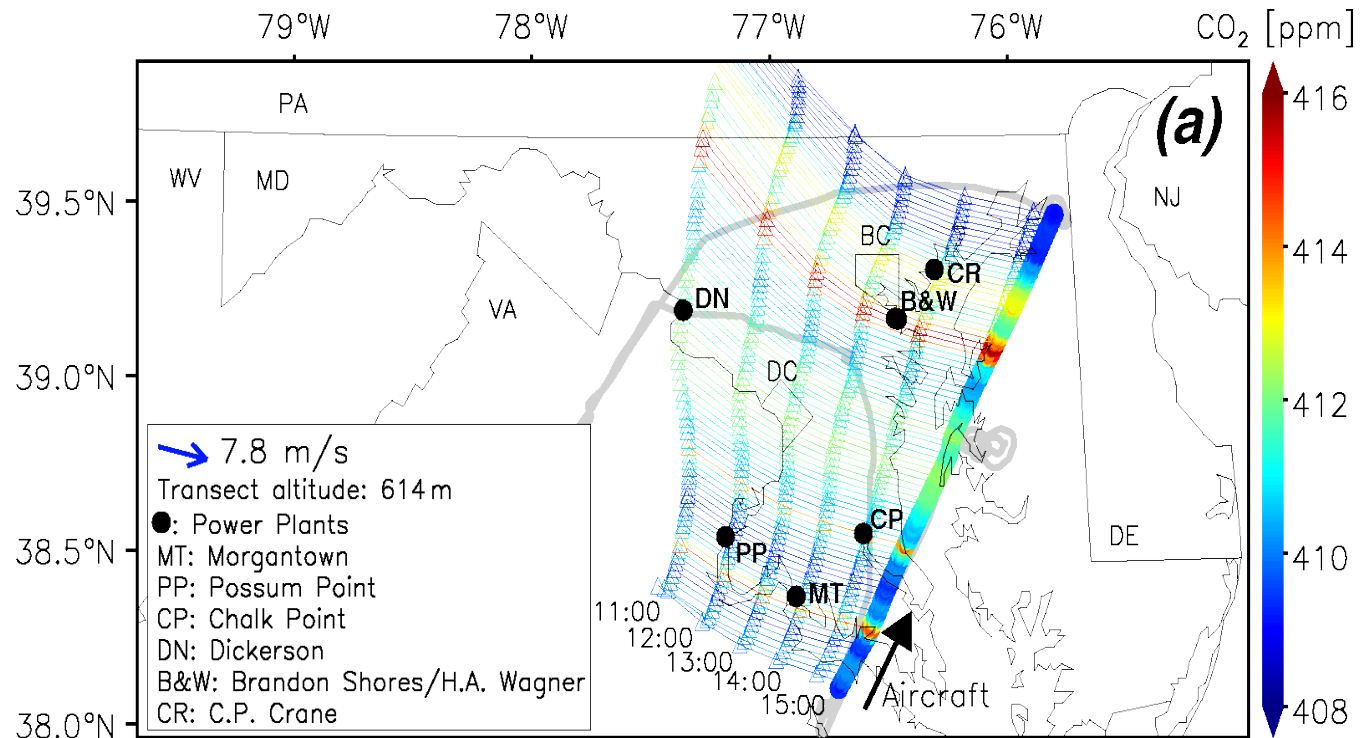 79°W 78°W 77°W 76°W CO2 [ppm]
(a)
PA
WV MD NJ
39.5°N
BC
CR
B&W
VA
DN
39.0°N
DC
38.5°N
38.0°N
CP
PP
MT
DE
11:00
12:00
13:00
14:00
15:00
Aircraft
7.8 m/s
Transect altitude: 614 m
: Power Plants
MT: Morgantown
PP: Possum Point
CP: Chalk Point
DN: Dickerson
B&W: Brandon Shores/H.A. Wagner
CR: C.P. Crane
416
414
412
410
408